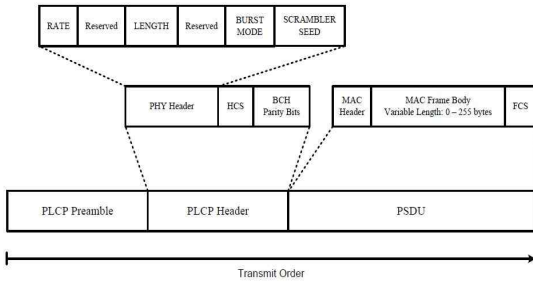 RATE Reserved LENGTH Reserved BURST SCRAMBLER
MODE SEED
PHY Header HCS BCH MAC MAC Frame Body FCS
Parity Bits Header Variable Length: 0 – 255 bytes
PLCP Preamble PLCP Header PSDU
Transmit Order